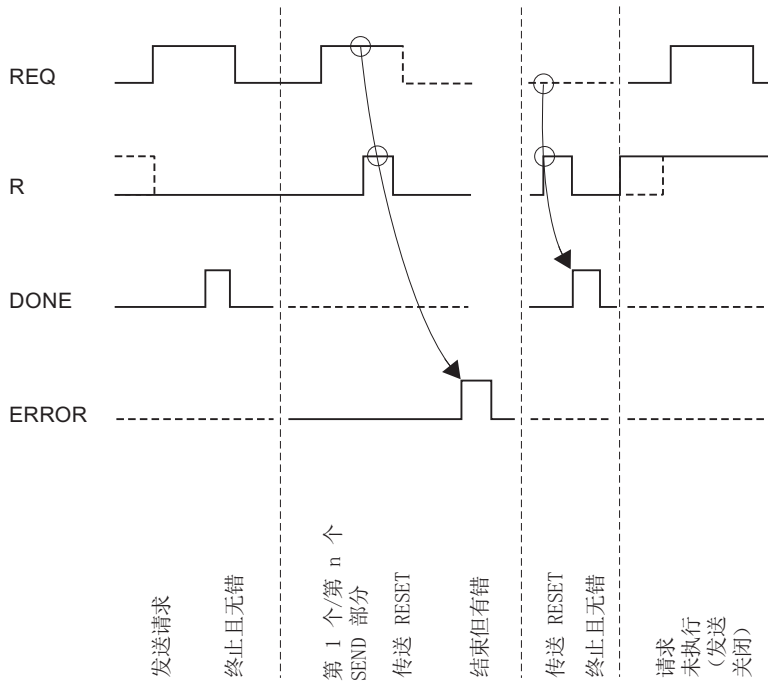 REQ
R
DONE
ERROR
发送请求
终止且无错
第 1 个/第 n 个
SEND 部分
传送 RESET
结束但有错
传送 RESET
终止且无错
请求
未执行
（发送
关闭）